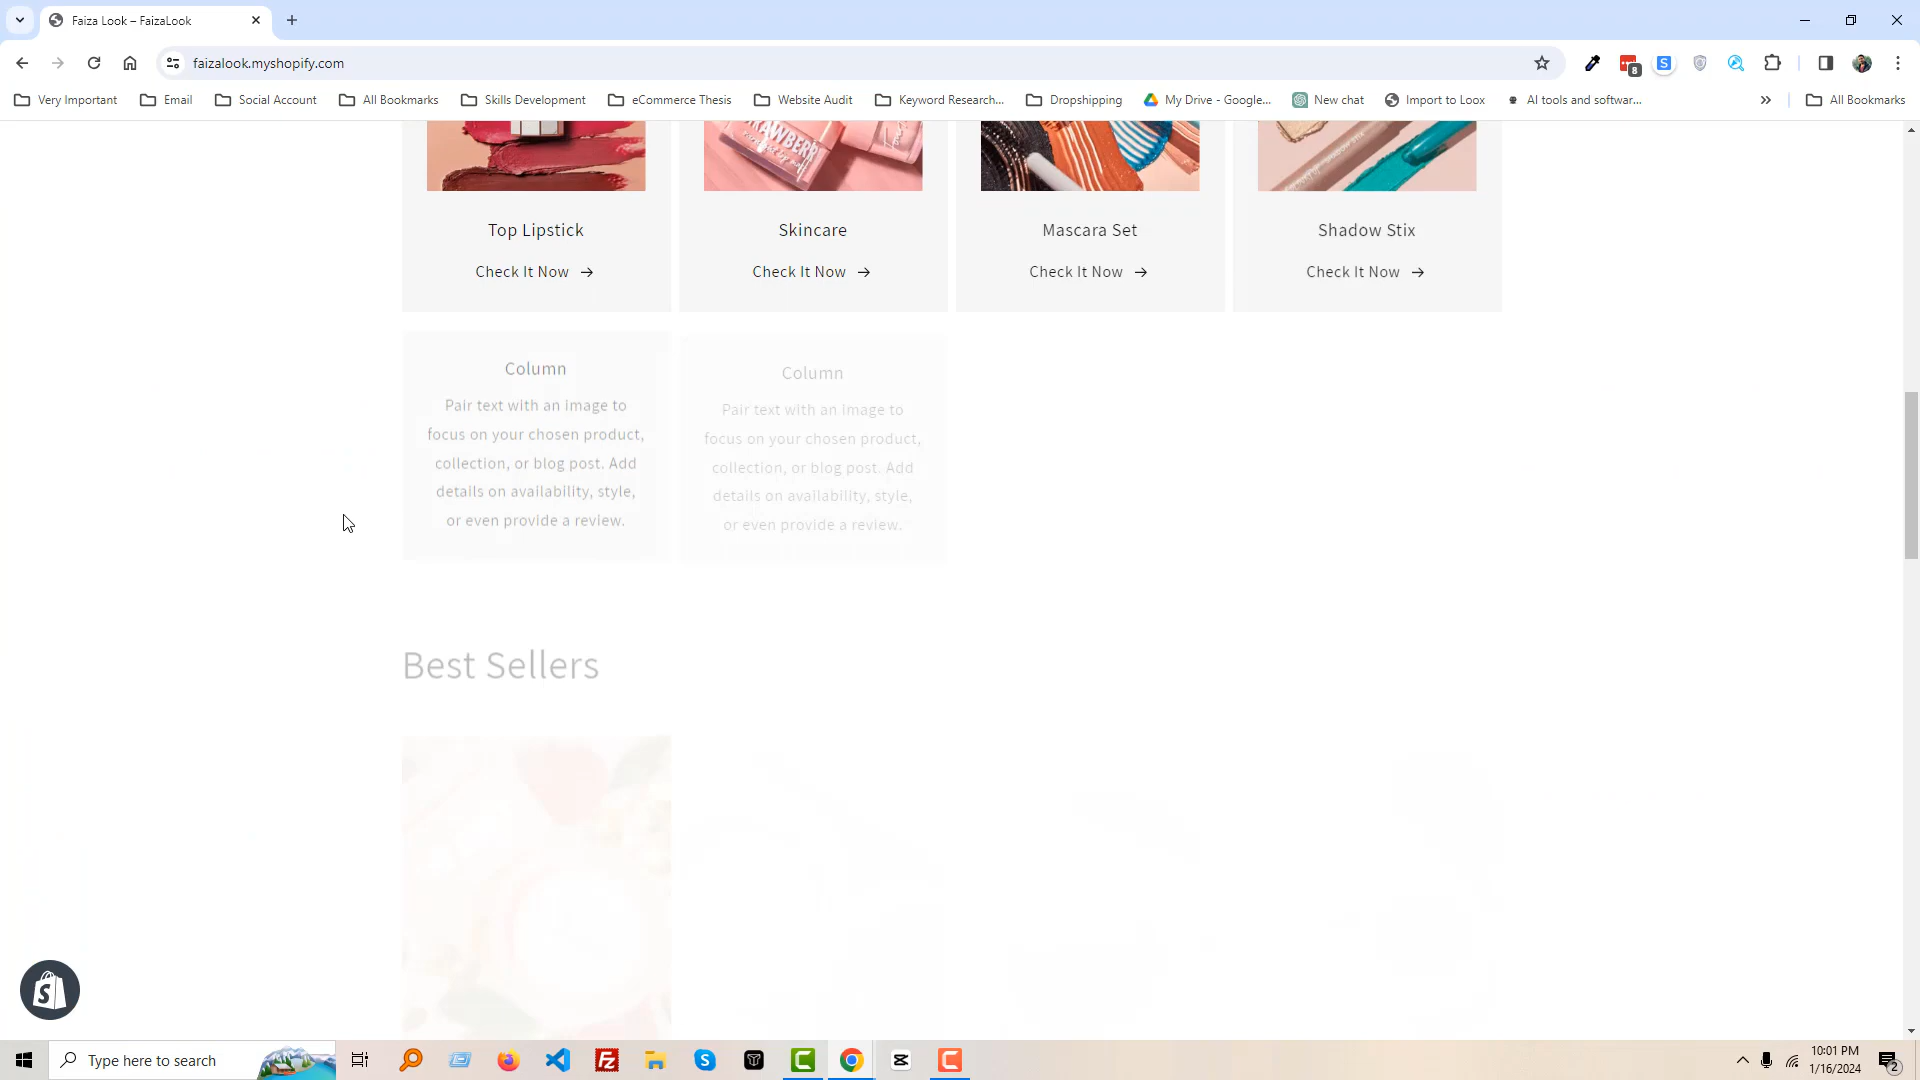 Faiza Look – FaizaLook
faizalook.myshopify.com
8
S
Very Important
Email
Social Account
All Bookmarks
Skills Development
eCommerce Thesis
Website Audit
Keyword Research...
Dropshipping
My Drive - Google...
New chat
Import to Loox
AI tools and softwar...
»
All Bookmarks
Top Lipstick
Skincare
Mascara Set
Shadow Stix
Check It Now →
Check It Now →
Check It Now →
Check It Now →
Column
Pair text with an image to
focus on your chosen product,
collection, or blog post. Add
details on availability, style,
or even provide a review.
Column
Pair text with an image to
focus on your chosen product,
collection, or blog post. Add
details on availability, style,
or even provide a review.
Best Sellers
Type here to search
10:01 PM
1/16/2024
2